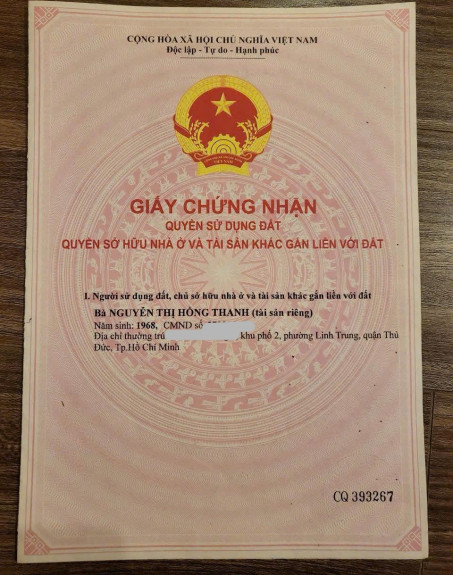 CỘNG HÒA XÃ HỘI CHỦ NGHĨA VIỆT NAM
Độc lập - Tự do - Hạnh phúc
VIỆT NAM
GIẤY CHỨNG NHẬN
QUYỀN SỬ DỤNG ĐẤT
QUYỀN SỞ HỮU NHÀ Ở VÀ TÀI SẢN KHÁC GẮN LIỀN VỚI ĐẤT
I. Người sử dụng đất, chủ sở hữu nhà ở và tài sản khác gắn liền với đất
Bà NGUYỄN THỊ HỒNG THANH (tài sản riêng)
Năm sinh: 1968, CMND số
Địa chỉ thường trú khu phố 2, phường Linh Trung, quận Thủ
Đức, Tp.Hồ Chí Minh
CQ 393267